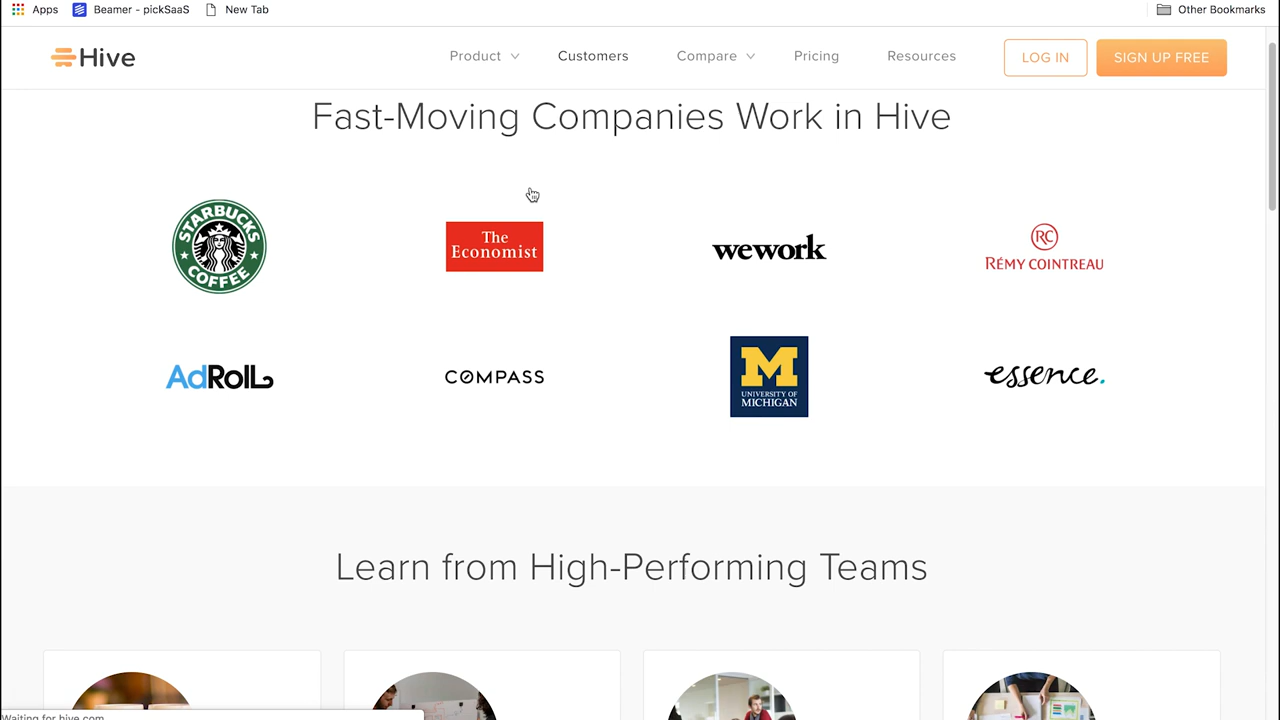 Apps
Beamer - pickSaaS
New Tab
Other Bookmarks
Hive
Product
Customers
Compare
Pricing
Resources
LOG IN
SIGN UP FREE
Fast-Moving Companies Work in Hive
STARBUCKS
COFFEE
The
Economist
wework
RC
RÉMY COINTREAU
AdRoll
COMPASS
M
UNIVERSITY OF
MICHIGAN
essence.
Learn from High-Performing Teams
Waiting for hive.com